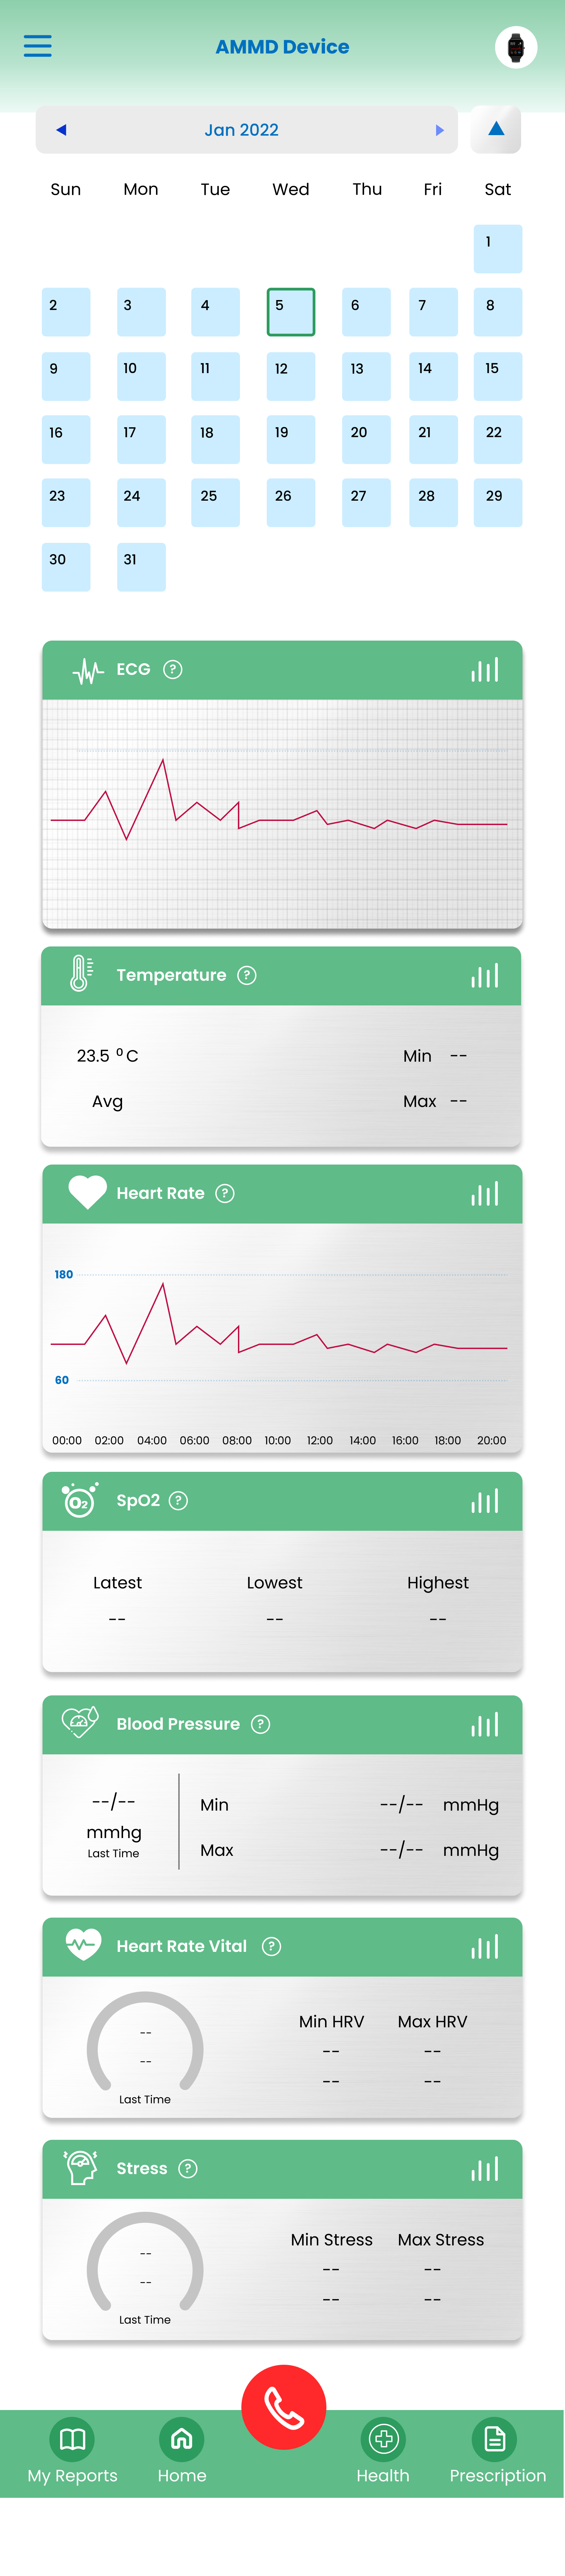 AMMD Device
Jan 2022
Sun Mon Tue Wed Thu Fri Sat
1
2 3 4 5 6 7 8
9 10 11 12 13 14 15
16 17 18 19 20 21 22
23 24 25 26 27 28 29
30 31
ECG ?
Temperature ?
23.5 ⁰ C Min --
Avg Max --
Heart Rate ?
180
60
00:00 02:00 04:00 06:00 08:00 10:00 12:00 14:00 16:00 18:00 20:00
O2 SpO2 ?
Latest Lowest Highest
-- -- --
Blood Pressure ?
--/-- Min --/-- mmHg
mmhg
Last Time Max --/-- mmHg
Heart Rate Vital ?
Min HRV Max HRV
-- -- --
-- -- --
Last Time
Stress ?
Min Stress Max Stress
-- -- --
-- -- --
Last Time
My Reports Home Health Prescription